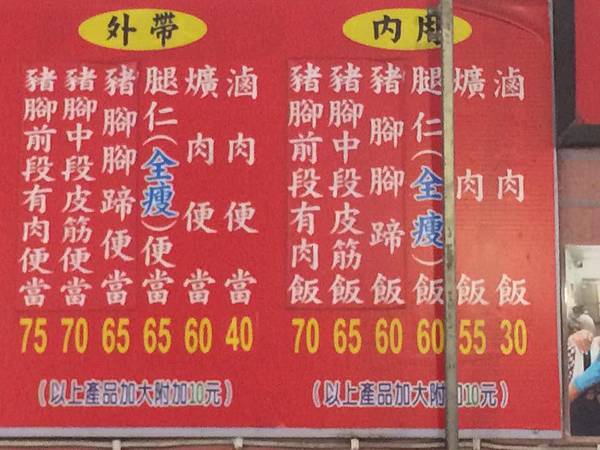 外帶
滷肉便當 40
爌肉便當 60
腿仁(全瘦)便當 65
豬腳腳蹄便當 65
豬腳中段皮筋便當 70
豬腳前段有肉便當 75
(以上產品加大附加10元)
內用
滷肉飯 30
爌肉飯 55
腿仁(全瘦)飯 60
豬腳腳蹄飯 60
豬腳中段皮筋飯 65
豬腳前段有肉飯 70
(以上產品加大附加10元)